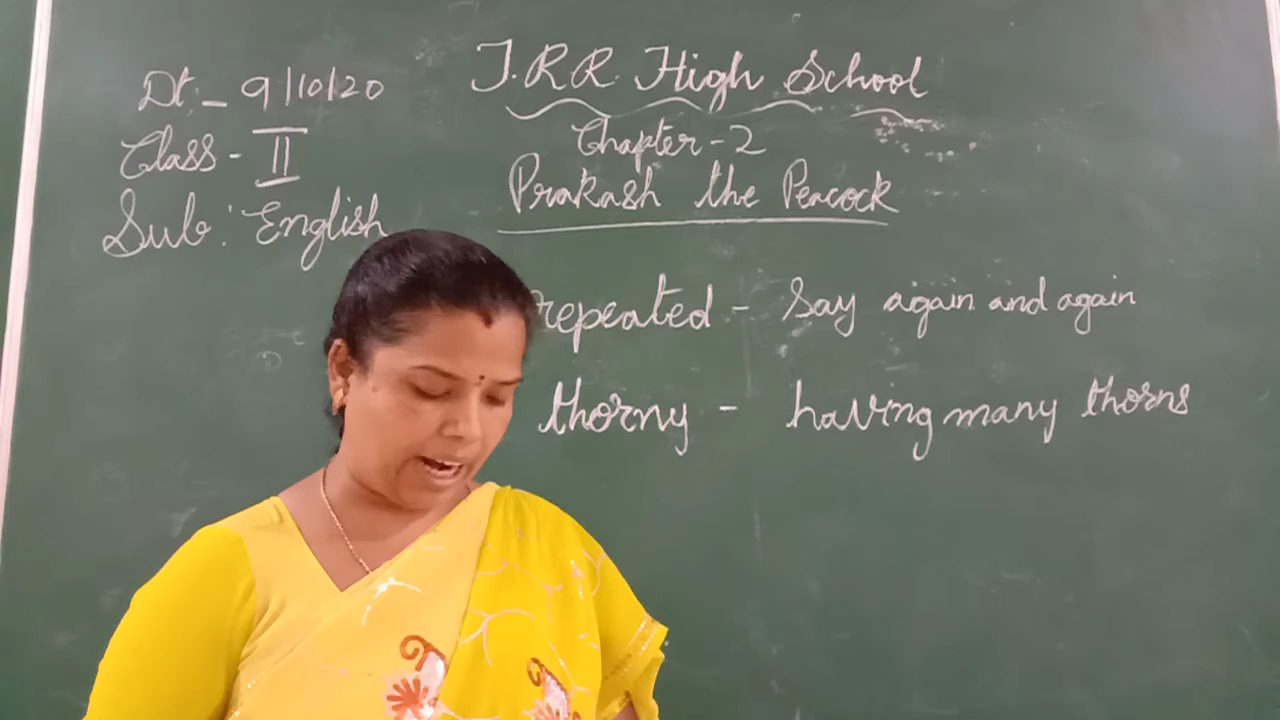 Dt:- 9/10/20
Class - II
Sub: English
J.R.R. High School
Chapter-2
Prakash the Peacock
repeated - Say again and again
thorny - having many thorns